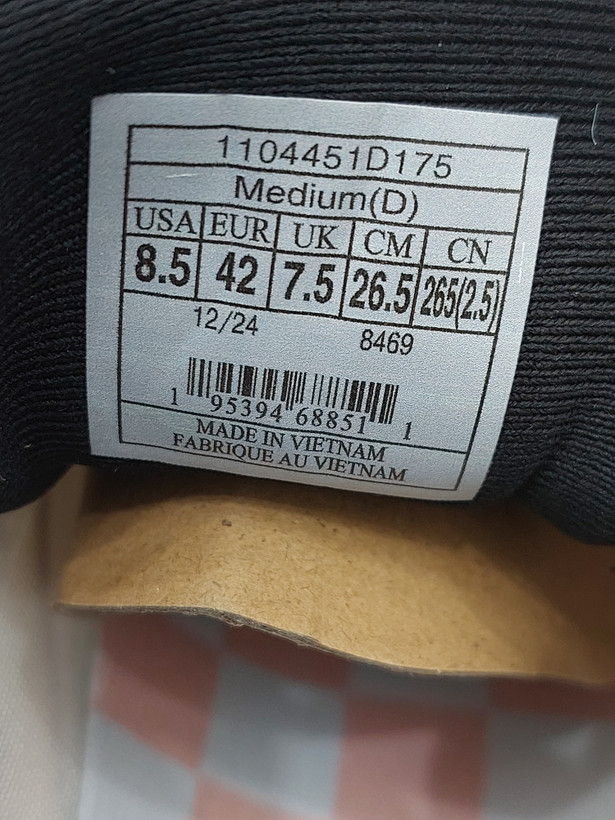 1104451D175
Medium(D)
USA EUR UK CM CN
8.5 42 7.5 26.5 265(2.5)
12/24 8469
1 95394 68851 1
MADE IN VIETNAM
FABRIQUE AU VIETNAM